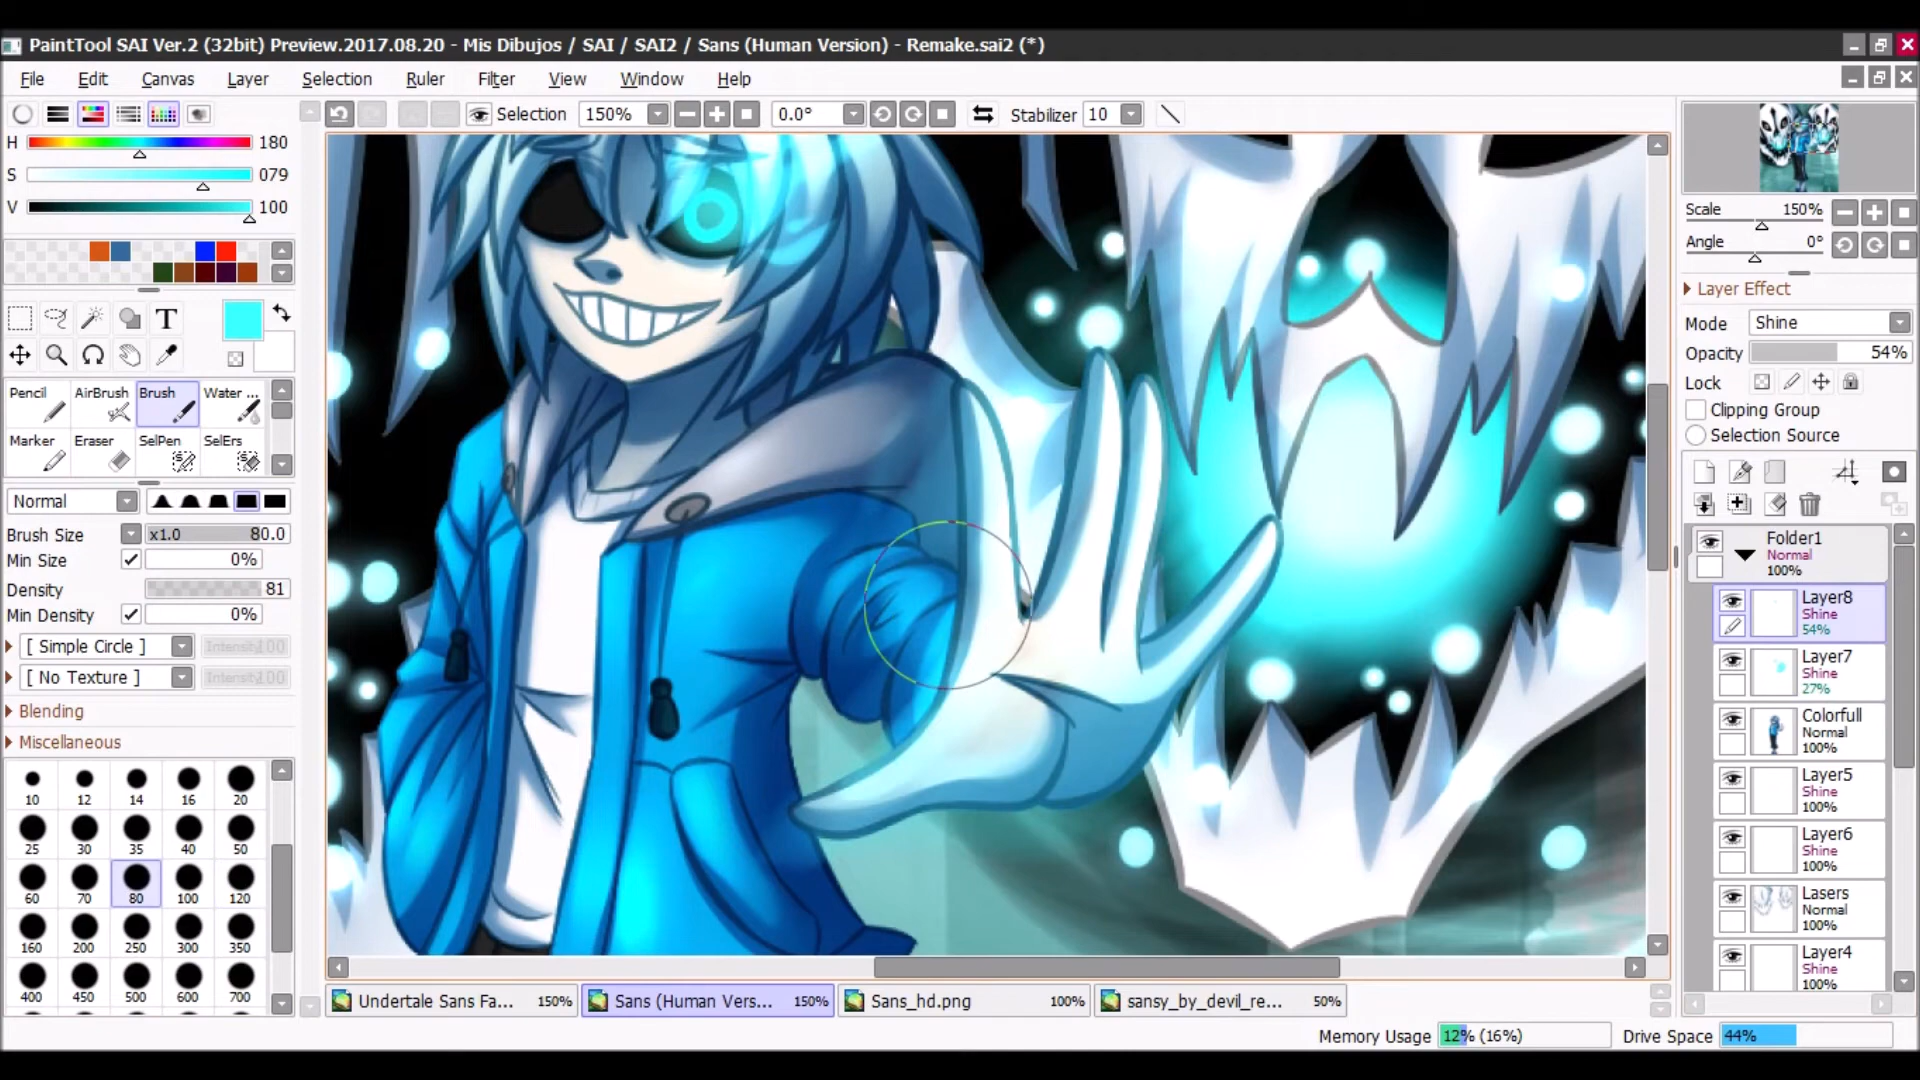 PaintTool SAI Ver.2 (32bit) Preview.2017.08.20 - Mis Dibujos / SAI / SAI2 / Sans (Human Version) - Remake.sai2 (*)
File Edit Canvas Layer Selection Ruler Filter View Window Help
Selection 150% 0.0° Stabilizer 10
H 180
S 079
V 100
T
Pencil AirBrush Brush Water ...
Marker Eraser SelPen SelErs
Normal
Brush Size x1.0 80.0
Min Size 0%
Density 81
Min Density 0%
[ Simple Circle ] Intensity 100
[ No Texture ] Intensity 100
Blending
Miscellaneous
10 12 14 16 20
25 30 35 40 50
60 70 80 100 120
160 200 250 300 350
400 450 500 600 700
Scale 150%
Angle 0°
Layer Effect
Mode Shine
Opacity 54%
Lock
Clipping Group
Selection Source
Folder1
Normal
100%
Layer8
Shine
54%
Layer7
Shine
27%
Colorfull
Normal
100%
Layer5
Shine
100%
Layer6
Shine
100%
Lasers
Normal
100%
Layer4
Shine
100%
Undertale Sans Fa... 150% Sans (Human Vers... 150% Sans_hd.png 100% sansy_by_devil_re... 50%
Memory Usage 12% (16%) Drive Space 44%